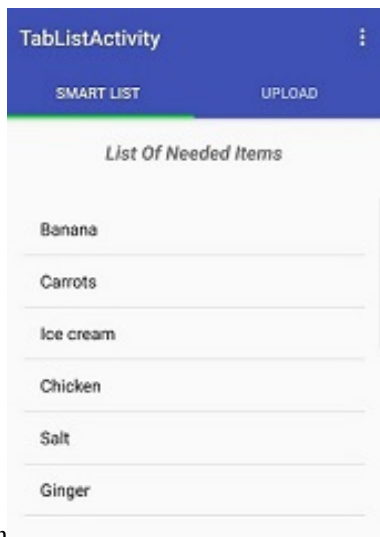 TabListActivity
SMART LIST UPLOAD
List Of Needed Items
Banana
Carrots
Ice cream
Chicken
Salt
Ginger